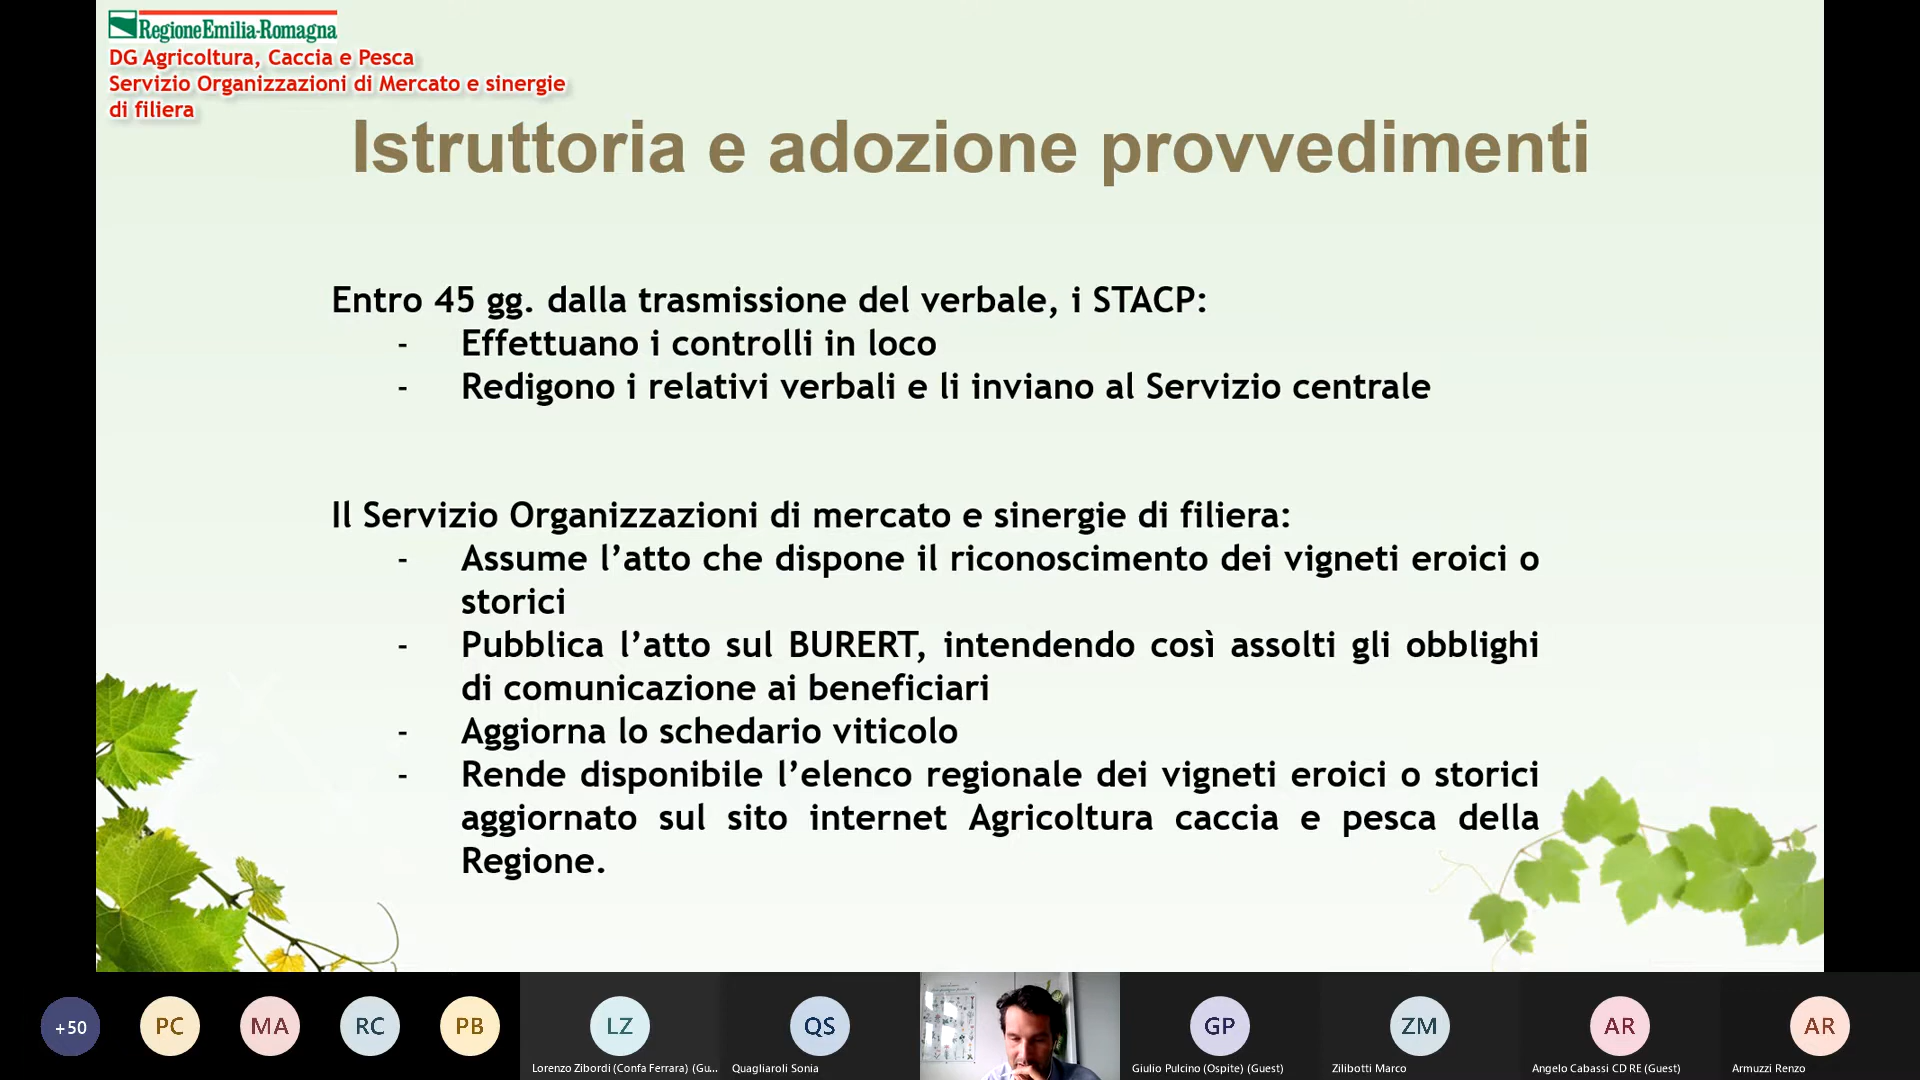 RegioneEmilia-Romagna
DG Agricoltura, Caccia e Pesca
Servizio Organizzazioni di Mercato e sinergie
di filiera
Istruttoria e adozione provvedimenti
Entro 45 gg. dalla trasmissione del verbale, i STACP:
- Effettuano i controlli in loco
- Redigono i relativi verbali e li inviano al Servizio centrale
Il Servizio Organizzazioni di mercato e sinergie di filiera:
- Assume l’atto che dispone il riconoscimento dei vigneti eroici o
storici
- Pubblica l’atto sul BURERT, intendendo così assolti gli obblighi
di comunicazione ai beneficiari
- Aggiorna lo schedario viticolo
- Rende disponibile l’elenco regionale dei vigneti eroici o storici
aggiornato sul sito internet Agricoltura caccia e pesca della
Regione.
+50 PC MA RC PB LZ QS GP ZM AR AR
Lorenzo Zibordi (Confa Ferrara) (Gu... Quagliaroli Sonia Giulio Pulcino (Ospite) (Guest) Zilibotti Marco Angelo Cabassi CD RE (Guest) Armuzzi Renzo